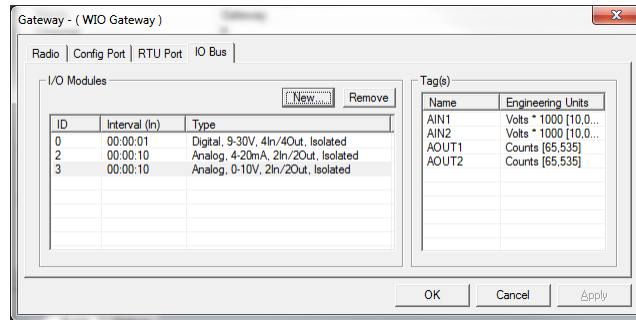 Gateway - ( WIO Gateway )
Radio
Config Port
RTU Port
IO Bus
I/O Modules
New....
Remove
ID Interval (In) Type
0 00:00:01 Digital, 9-30V, 4In/4Out, Isolated
2 00:00:10 Analog, 4-20mA, 2In/2Out, Isolated
3 00:00:10 Analog, 0-10V, 2In/2Out, Isolated
Tag(s)
Name Engineering Units
AIN1 Volts * 1000 [10,0...
AIN2 Volts * 1000 [10,0...
AOUT1 Counts [65,535]
AOUT2 Counts [65,535]
OK
Cancel
Apply